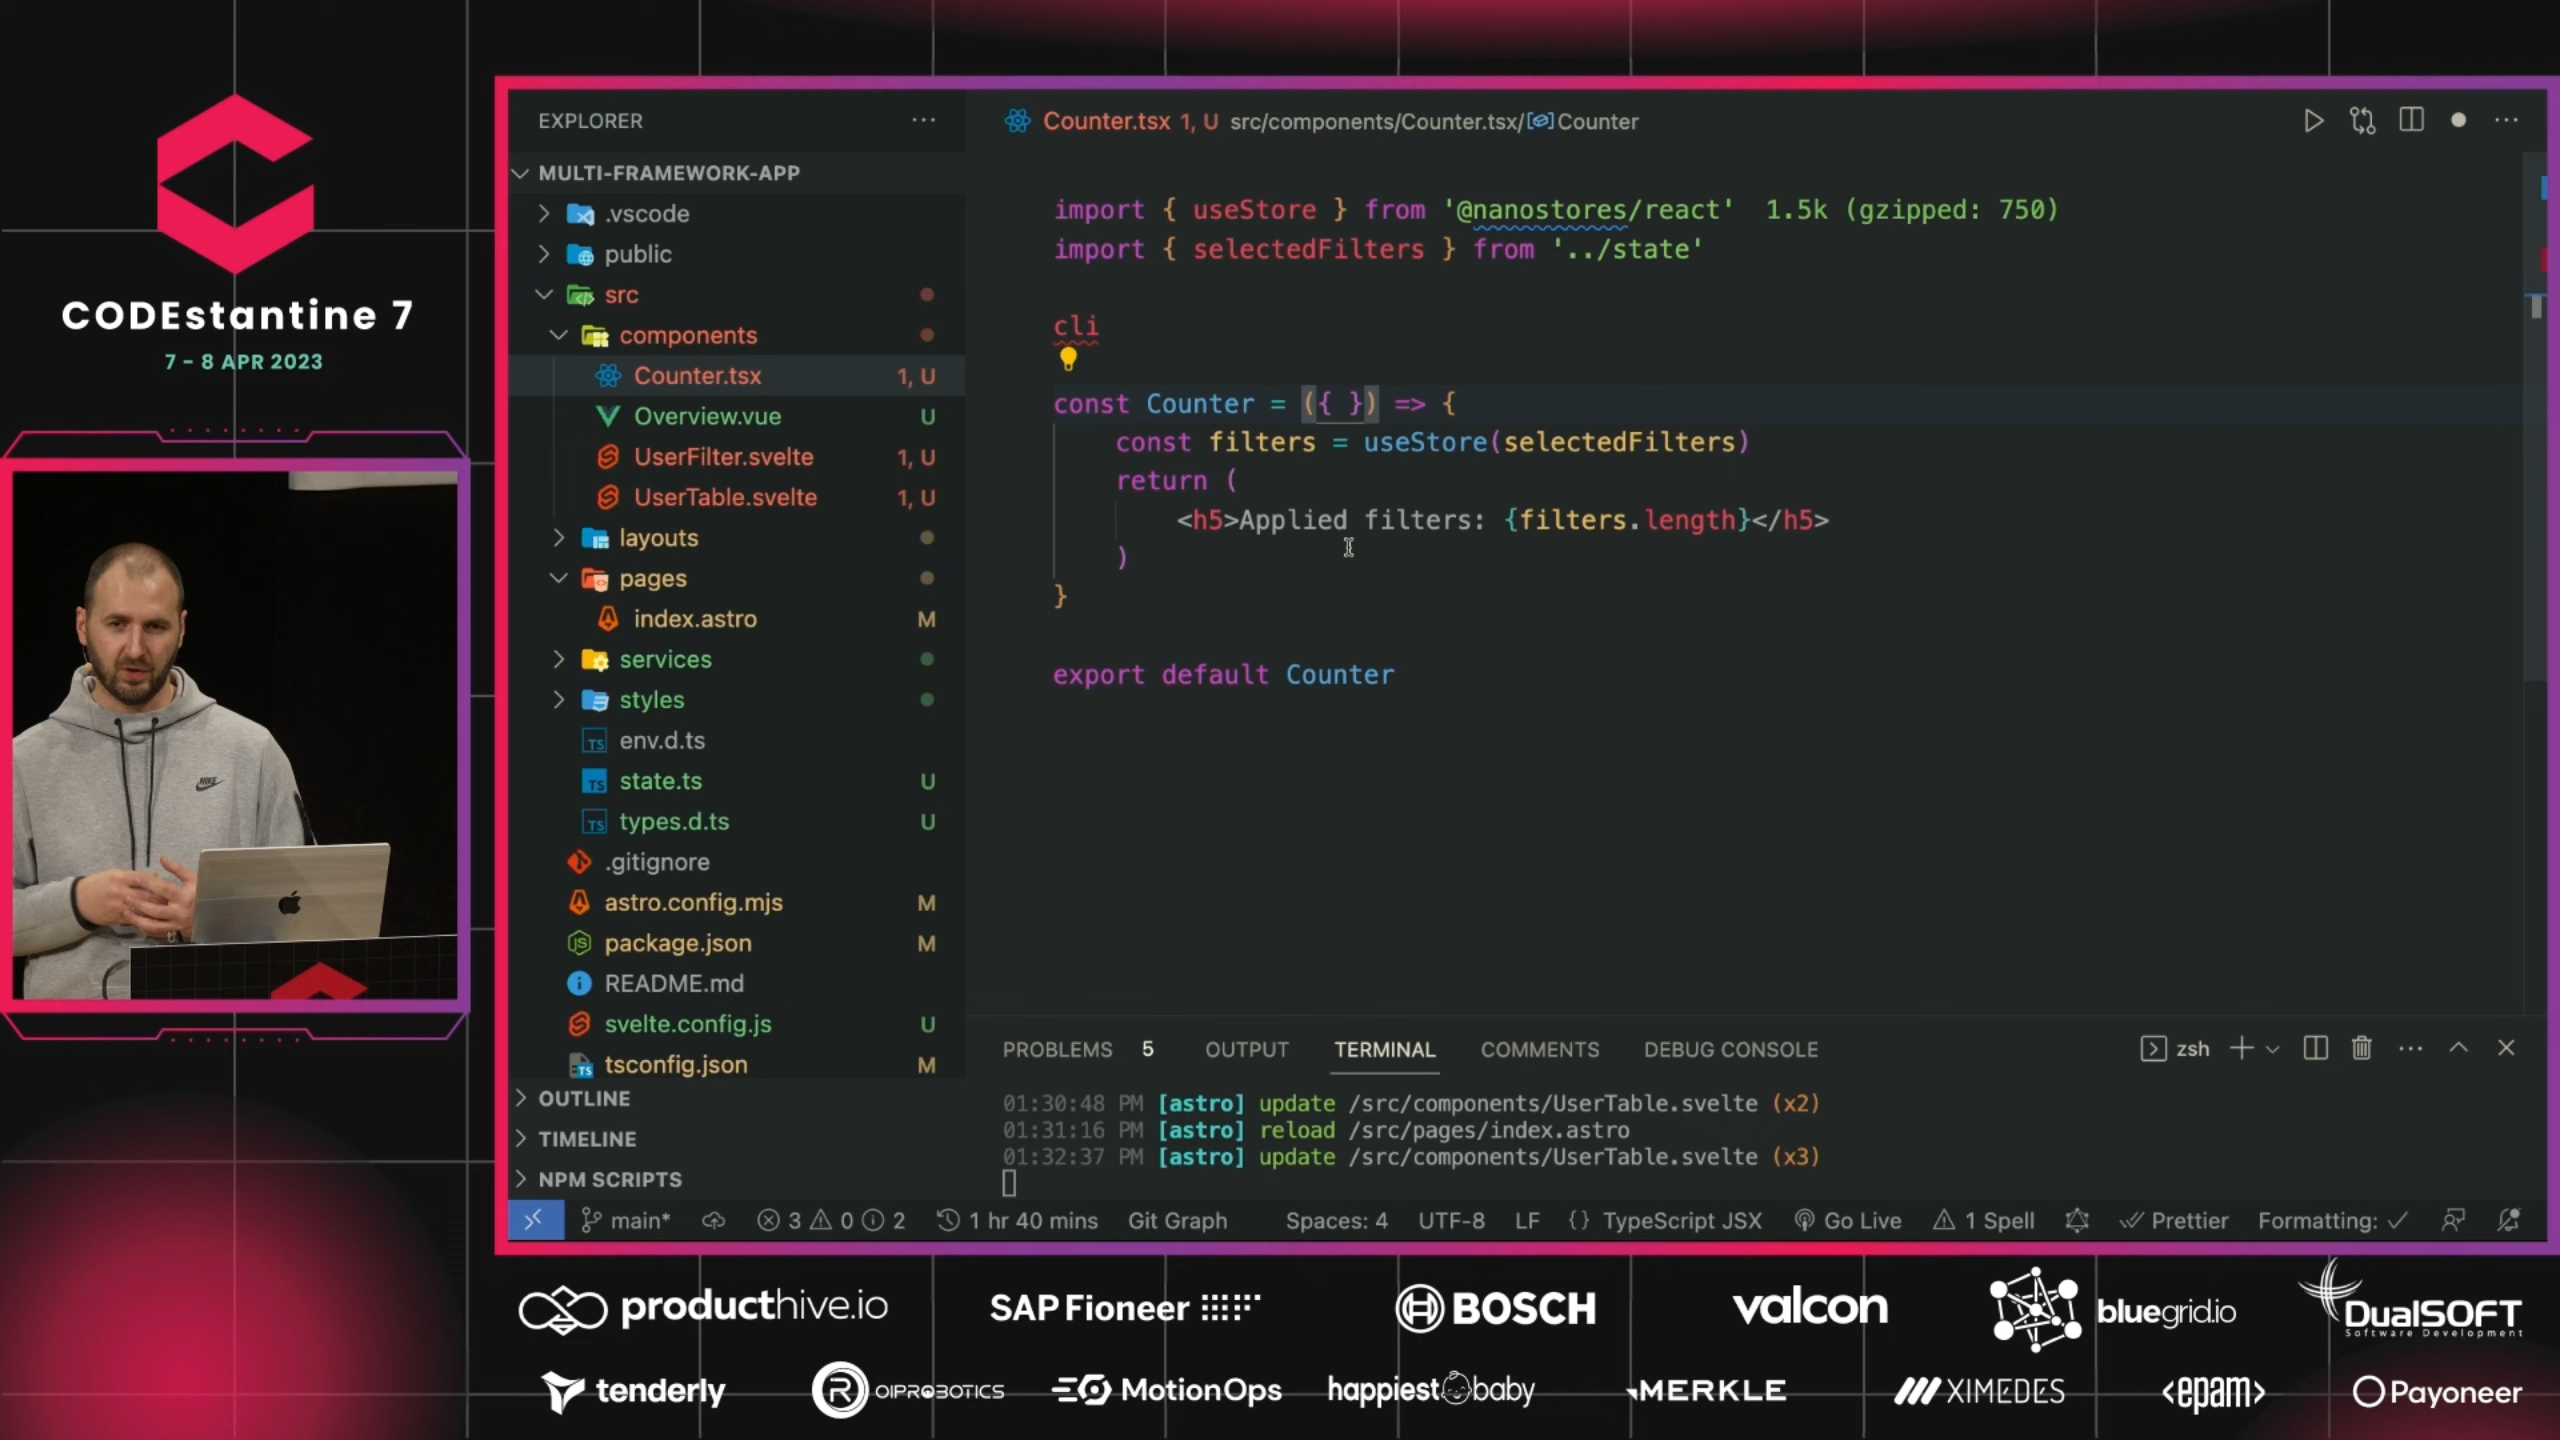 CODEstantine 7
7 - 8 APR 2023
EXPLORER
MULTI-FRAMEWORK-APP
.vscode
public
src
components
Counter.tsx 1, U
Overview.vue U
UserFilter.svelte 1, U
UserTable.svelte 1, U
layouts
pages
index.astro M
services
styles
TS env.d.ts
TS state.ts U
TS types.d.ts U
.gitignore
astro.config.mjs M
JS package.json M
README.md
svelte.config.js U
TS tsconfig.json M
OUTLINE
TIMELINE
NPM SCRIPTS
Counter.tsx 1, U src/components/Counter.tsx/Counter
import { useStore } from '@nanostores/react' 1.5k (gzipped: 750)
import { selectedFilters } from '../state'
cli
const Counter = ({ }) => {
const filters = useStore(selectedFilters)
return (
<h5>Applied filters: {filters.length}</h5>
)
}
export default Counter
PROBLEMS 5 OUTPUT TERMINAL COMMENTS DEBUG CONSOLE zsh
01:30:48 PM [astro] update /src/components/UserTable.svelte (x2)
01:31:16 PM [astro] reload /src/pages/index.astro
01:32:37 PM [astro] update /src/components/UserTable.svelte (x3)
main* 3 0 2 1 hr 40 mins Git Graph Spaces: 4 UTF-8 LF {} TypeScript JSX Go Live 1 Spell Prettier Formatting: ✓
producthive.io SAP Fioneer BOSCH valcon bluegrid.io DualSOFT
Software Development
tenderly R OIPROBOTICS MotionOps happiest baby MERKLE XIMEDES <epam> Payoneer
NIKE